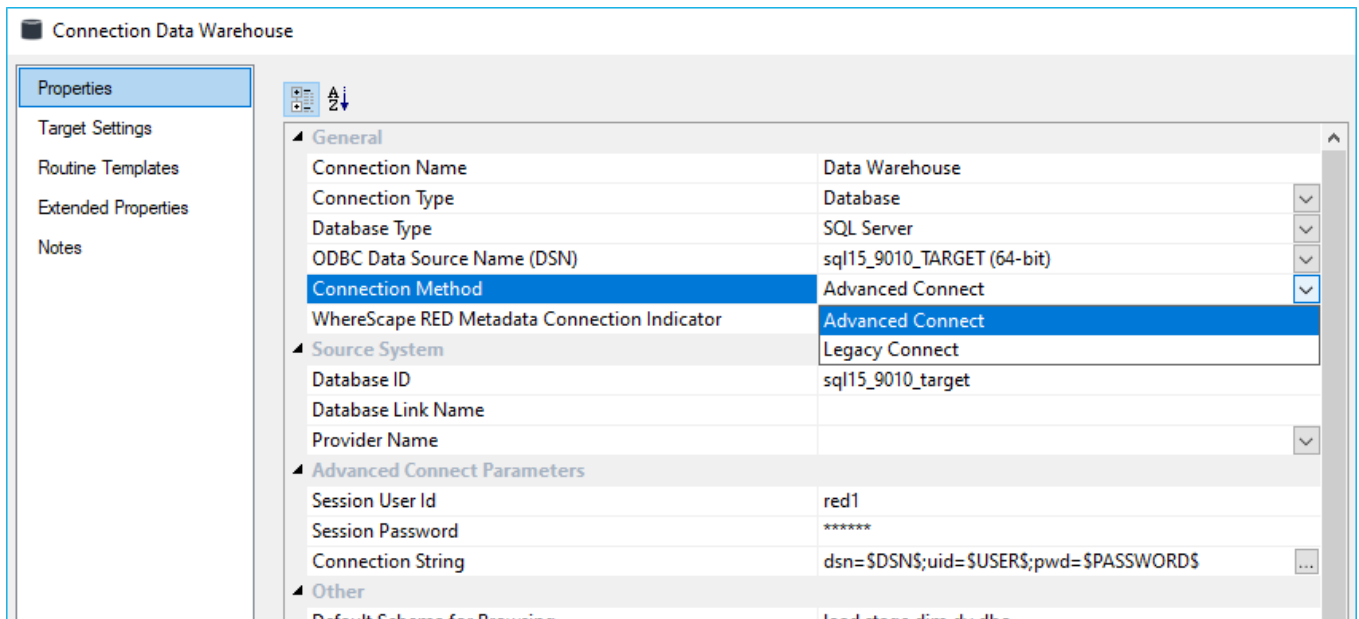 Connection Data Warehouse
Properties
Target Settings
Routine Templates
Extended Properties
Notes
General
Connection Name Data Warehouse
Connection Type Database
Database Type SQL Server
ODBC Data Source Name (DSN) sql15_9010_TARGET (64-bit)
Connection Method Advanced Connect
WhereScape RED Metadata Connection Indicator Advanced Connect
Source System Legacy Connect
Database ID sql15_9010_target
Database Link Name
Provider Name
Advanced Connect Parameters
Session User Id red1
Session Password ******
Connection String dsn=$DSN$;uid=$USER$;pwd=$PASSWORD$ ...
Other